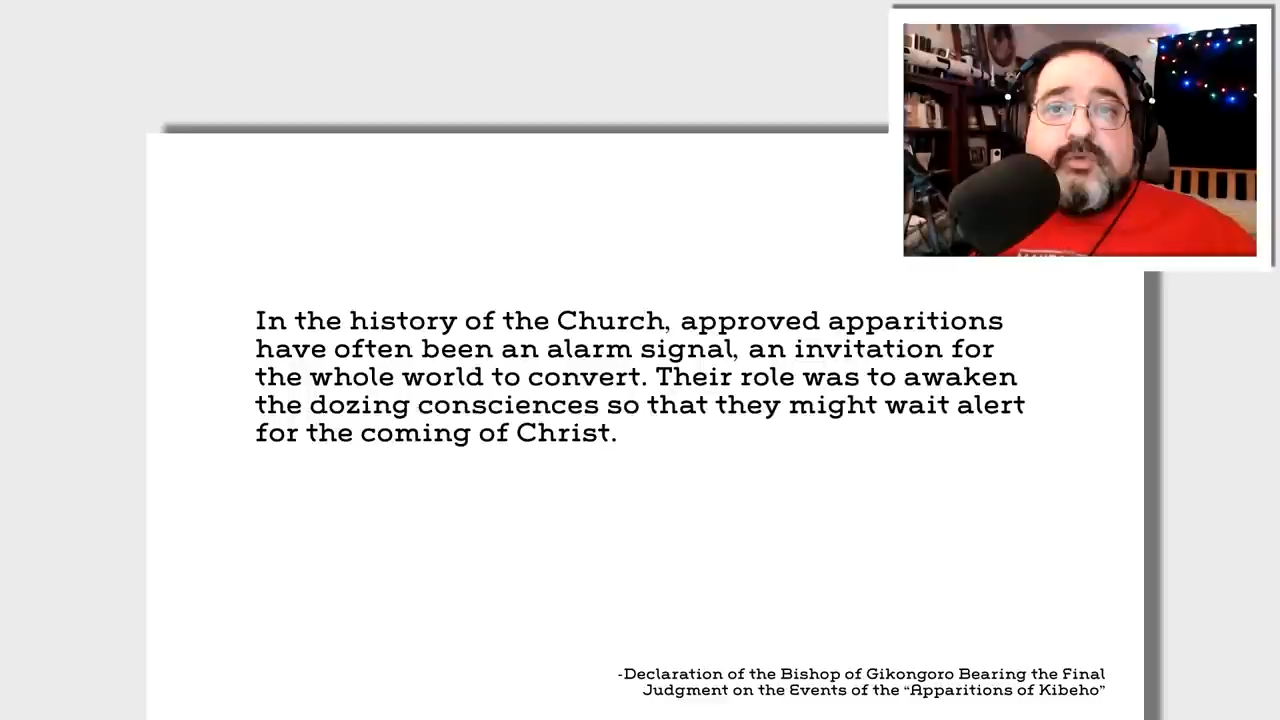 In the history of the Church, approved apparitions
have often been an alarm signal, an invitation for
the whole world to convert. Their role was to awaken
the dozing consciences so that they might wait alert
for the coming of Christ.
-Declaration of the Bishop of Gikongoro Bearing the Final
Judgment on the Events of the “Apparitions of Kibeho”